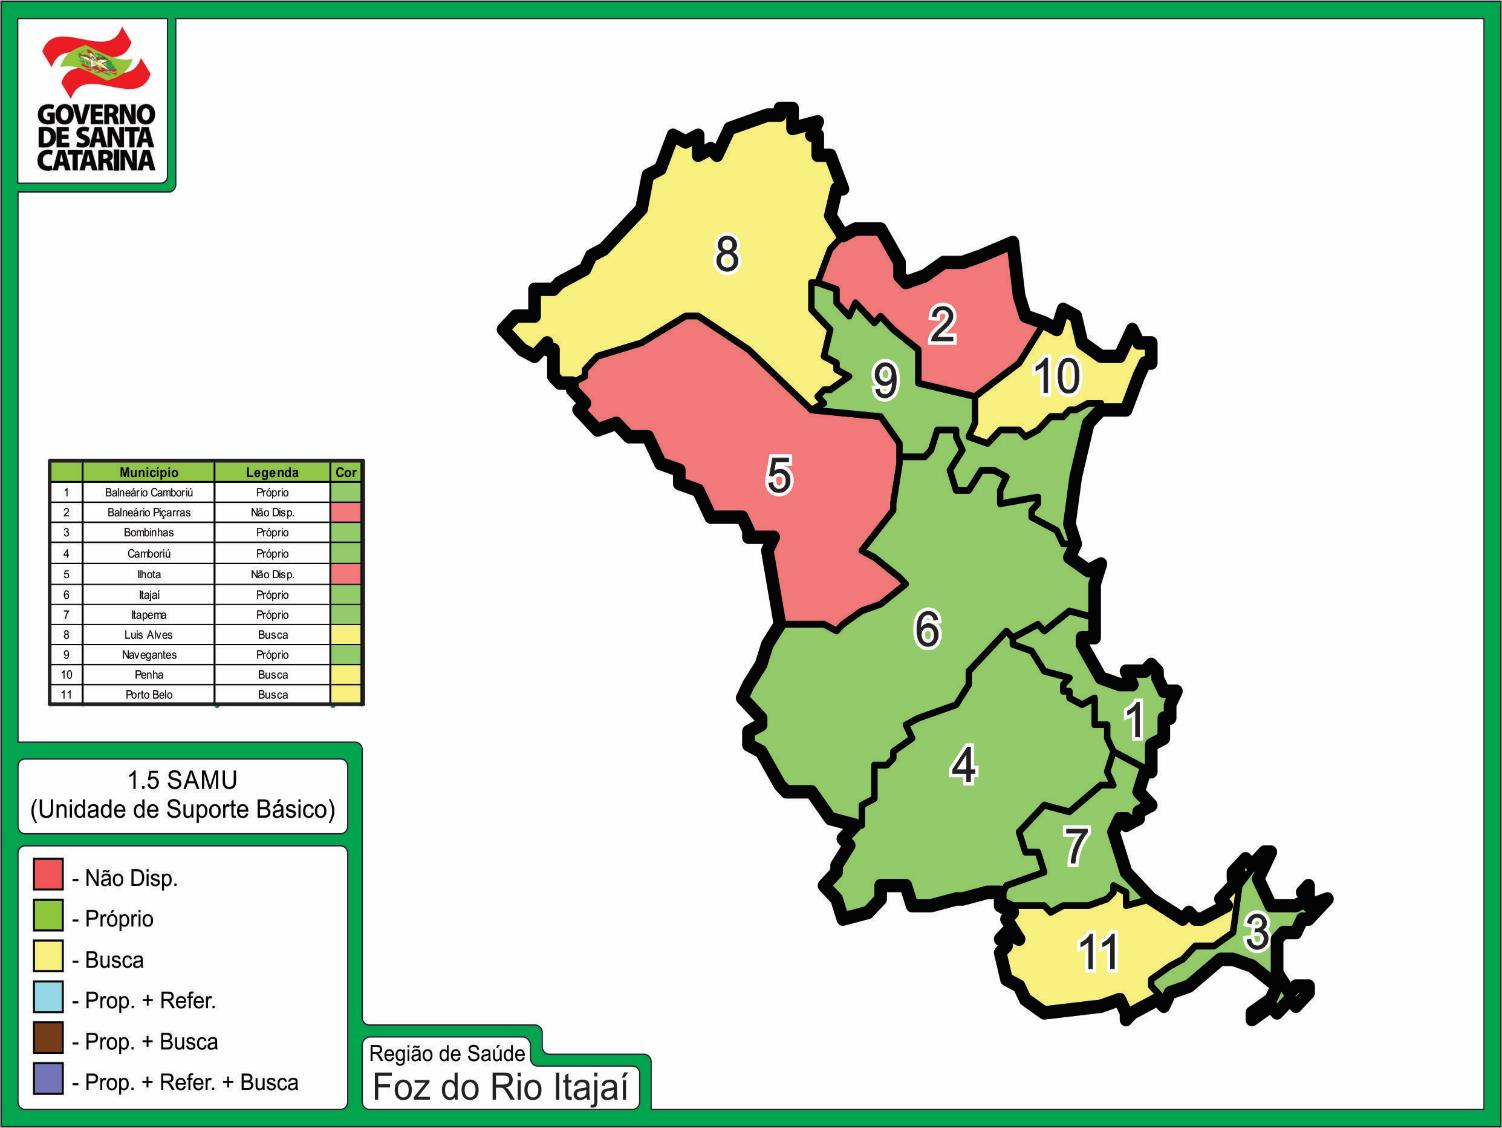 GOVERNO
DE SANTA
CATARINA
8
2
10
9
5
6
1
4
7
3
11
Município Legenda Cor
1 Balneário Camboriú Próprio
2 Balneário Piçarras Não Disp.
3 Bombinhas Próprio
4 Camboriú Próprio
5 Ilhota Não Disp.
6 Itajaí Próprio
7 Itapema Próprio
8 Luis Alves Busca
9 Navegantes Próprio
10 Penha Busca
11 Porto Belo Busca
1.5 SAMU
(Unidade de Suporte Básico)
- Não Disp.
- Próprio
- Busca
- Prop. + Refer.
- Prop. + Busca
- Prop. + Refer. + Busca
Região de Saúde
Foz do Rio Itajaí